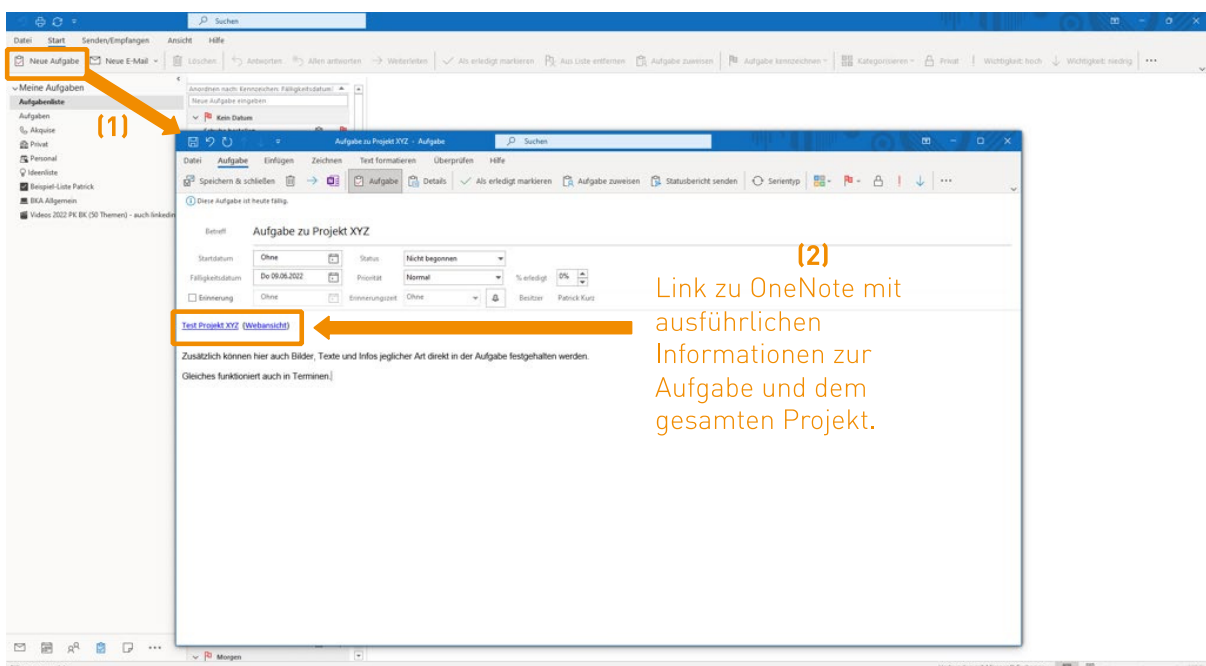 Suchen
Datei Start Senden/Empfangen Ansicht Hilfe
Neue Aufgabe Neue E-Mail Löschen Antworten Allen antworten Weiterleiten Als erledigt markieren Aus Liste entfernen Aufgabe zuweisen Aufgabe kennzeichnen Kategorisieren Privat Wichtigkeit: hoch Wichtigkeit: niedrig
Meine Aufgaben
Aufgabenliste
Aufgaben
Akquise
Privat
Personal
Ideenliste
Beispiel-Liste Patrick
BKA Allgemein
Videos 2022 PK BK (50 Themen) - auch linkedin
Anordnen nach: Kennzeichen: Fälligkeitsdatum
Neue Aufgabe eingeben
Kein Datum
(1)
Aufgabe zu Projekt XYZ - Aufgabe Suchen
Datei Aufgabe Einfügen Zeichnen Text formatieren Überprüfen Hilfe
Speichern & schließen Aufgabe Details Als erledigt markieren Aufgabe zuweisen Statusbericht senden Serientyp
Diese Aufgabe ist heute fällig.
Betreff Aufgabe zu Projekt XYZ
Startdatum Ohne Status Nicht begonnen
Fälligkeitsdatum Do 09.06.2022 Priorität Normal % erledigt 0%
Erinnerung Ohne Erinnerungszeit Ohne Besitzer Patrick Kurz
Test Projekt XYZ (Webansicht)
Zusätzlich können hier auch Bilder, Texte und Infos jeglicher Art direkt in der Aufgabe festgehalten werden.
Gleiches funktioniert auch in Terminen.
(2)
Link zu OneNote mit
ausführlichen
Informationen zur
Aufgabe und dem
gesamten Projekt.
Morgen